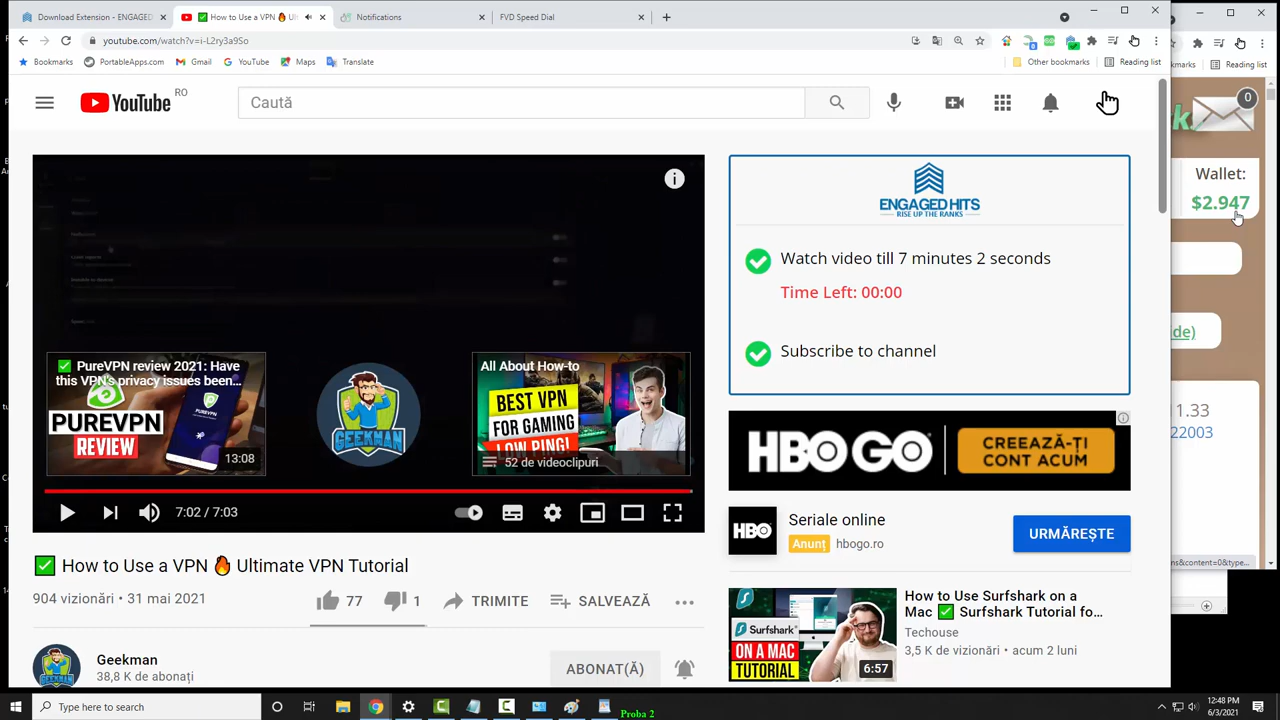 Download Extension - ENGAGED
✅ How to Use a VPN 🔥 Ul
Notifications
TVD Speed Dial
youtube.com/watch?v=i-L2ry3a9So
Bookmarks
PortableApps.com
Gmail
YouTube
Maps
Translate
Other bookmarks
Reading list
Reading list
YouTube RO
Caută
0
Wallet:
$2.947
ENGAGED HITS
RISE UP THE RANKS
Watch video till 7 minutes 2 seconds
Time Left: 00:00
Subscribe to channel
de)
1.33
22003
✅ PureVPN review 2021: Have
this VPN's privacy issues been...
PUREVPN
REVIEW
13:08
GEEKMAN
All About How-to
BEST VPN
FOR GAMING
LOW PING!
52 de videoclipuri
7:02 / 7:03
HBO GO
CREEAZĂ-ȚI
CONT ACUM
HBO
Seriale online
Anunț hbogo.ro
URMĂREȘTE
✅ How to Use a VPN 🔥 Ultimate VPN Tutorial
904 vizionări • 31 mai 2021
77
1
TRIMITE
SALVEAZĂ
Surfshark
ON A MAC
TUTORIAL
6:57
How to Use Surfshark on a
Mac ✅ Surfshark Tutorial fo...
Techouse
3,5 K de vizionări • acum 2 luni
ns&content=0&type...
Geekman
38,8 K de abonați
ABONAT(Ă)
Type here to search
Proba 2
12:48 PM
6/3/2021